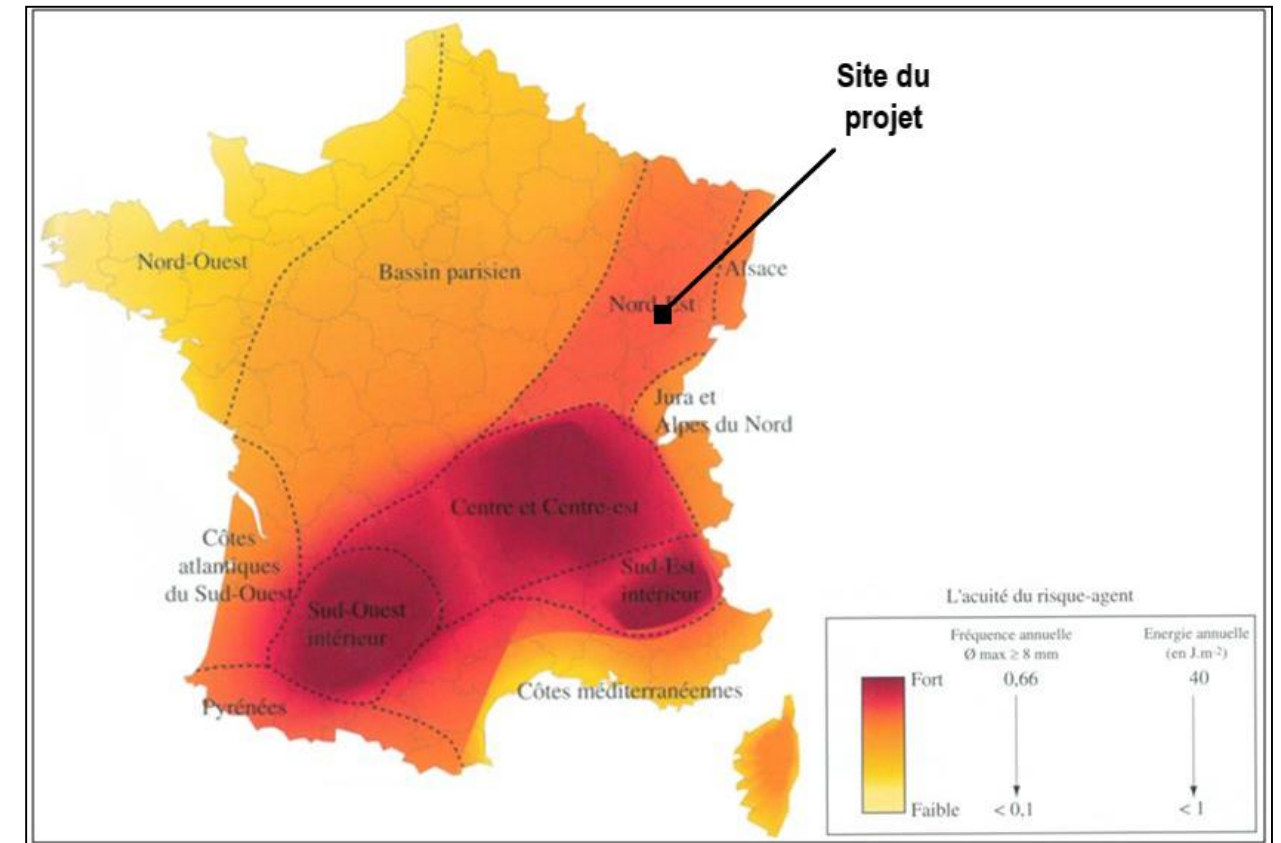 Site du
projet
Nord-Ouest
Bassin parisien
Alsace
Nord-Est
Jura et
Alpes du Nord
Centre et Centre-est
Côtes
atlantiques
du Sud-Ouest
Sud-Est
intérieur
Sud-Ouest
intérieur
Pyrénées
Côtes méditerranéennes
L'acuité du risque-agent
Fréquence annuelle
Ø max ≥ 8 mm
Energie annuelle
(en J.m⁻²)
Fort 0,66 40
Faible < 0,1 < 1